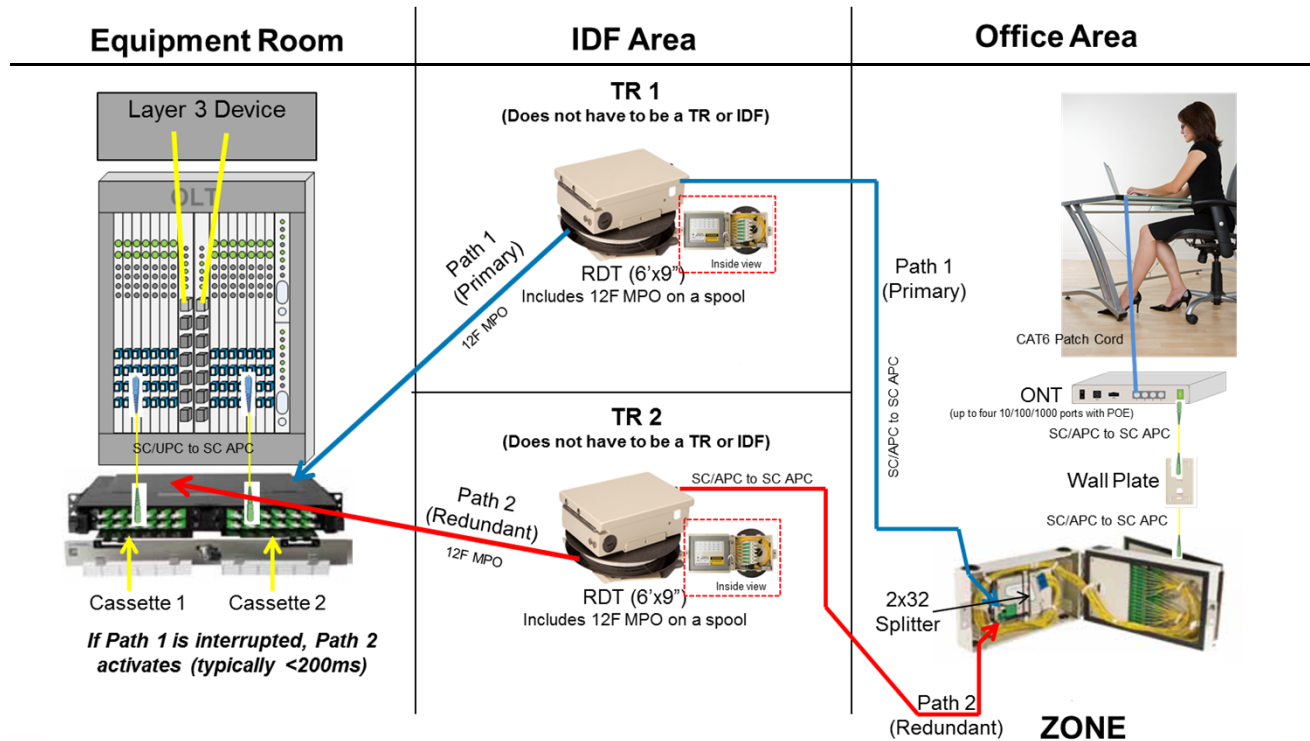 Equipment Room
IDF Area
Office Area
Layer 3 Device
OLT
SC/UPC to SC APC
Cassette 1
Cassette 2
If Path 1 is interrupted, Path 2
activates (typically <200ms)
Path 1
(Primary)
12F MPO
Path 2
(Redundant)
12F MPO
TR 1
(Does not have to be a TR or IDF)
Inside view
RDT (6'x9”)
Includes 12F MPO on a spool
TR 2
(Does not have to be a TR or IDF)
SC/APC to SC APC
Inside view
RDT (6'x9”)
Includes 12F MPO on a spool
Path 1
(Primary)
SC/APC to SC APC
CAT6 Patch Cord
ONT
(up to four 10/100/1000 ports with POE)
SC/APC to SC APC
Wall Plate
SC/APC to SC APC
2x32
Splitter
Path 2
(Redundant)
ZONE